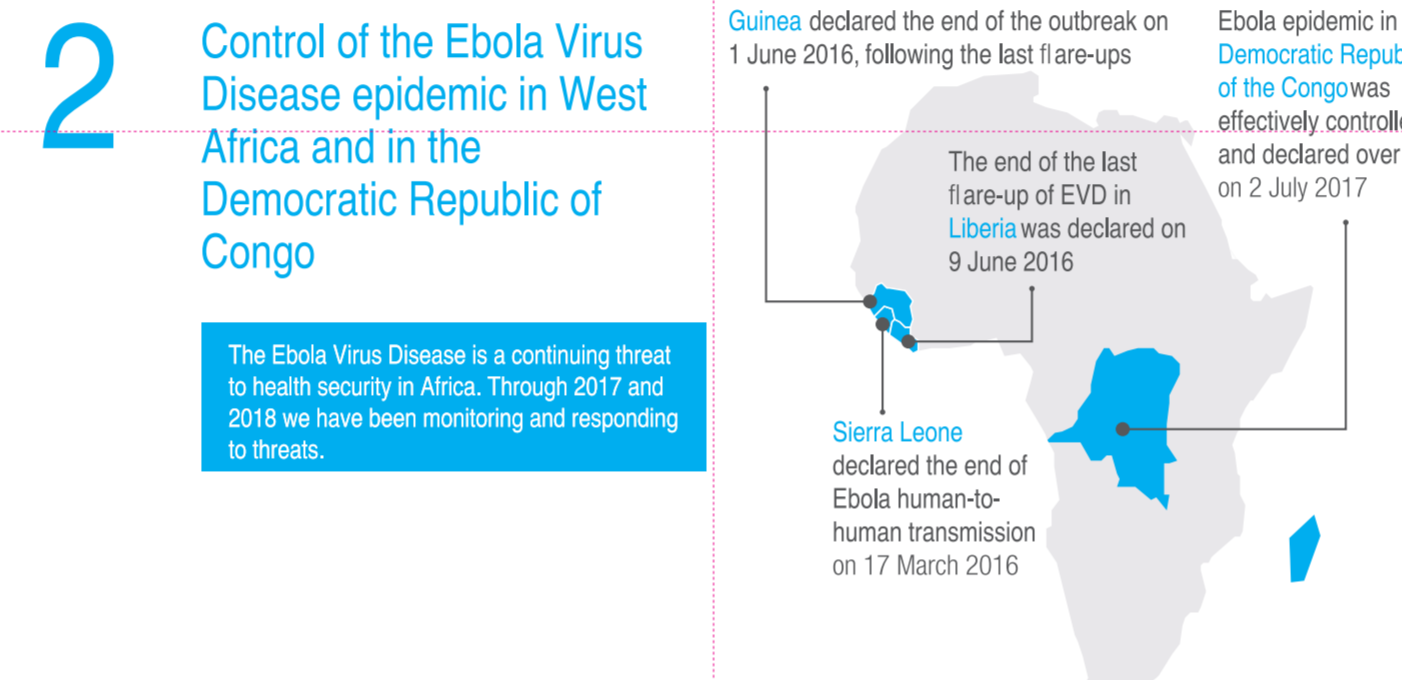 2
Control of the Ebola Virus
Disease epidemic in West
Africa and in the
Democratic Republic of
Congo
The Ebola Virus Disease is a continuing threat
to health security in Africa. Through 2017 and
2018 we have been monitoring and responding
to threats.
Guinea declared the end of the outbreak on
1 June 2016, following the last flare-ups
The end of the last
flare-up of EVD in
Liberia was declared on
9 June 2016
Sierra Leone
declared the end of
Ebola human-to-
human transmission
on 17 March 2016
Ebola epidemic in
Democratic
of the Congo was
effectively
and declared over
on 2 July 2017